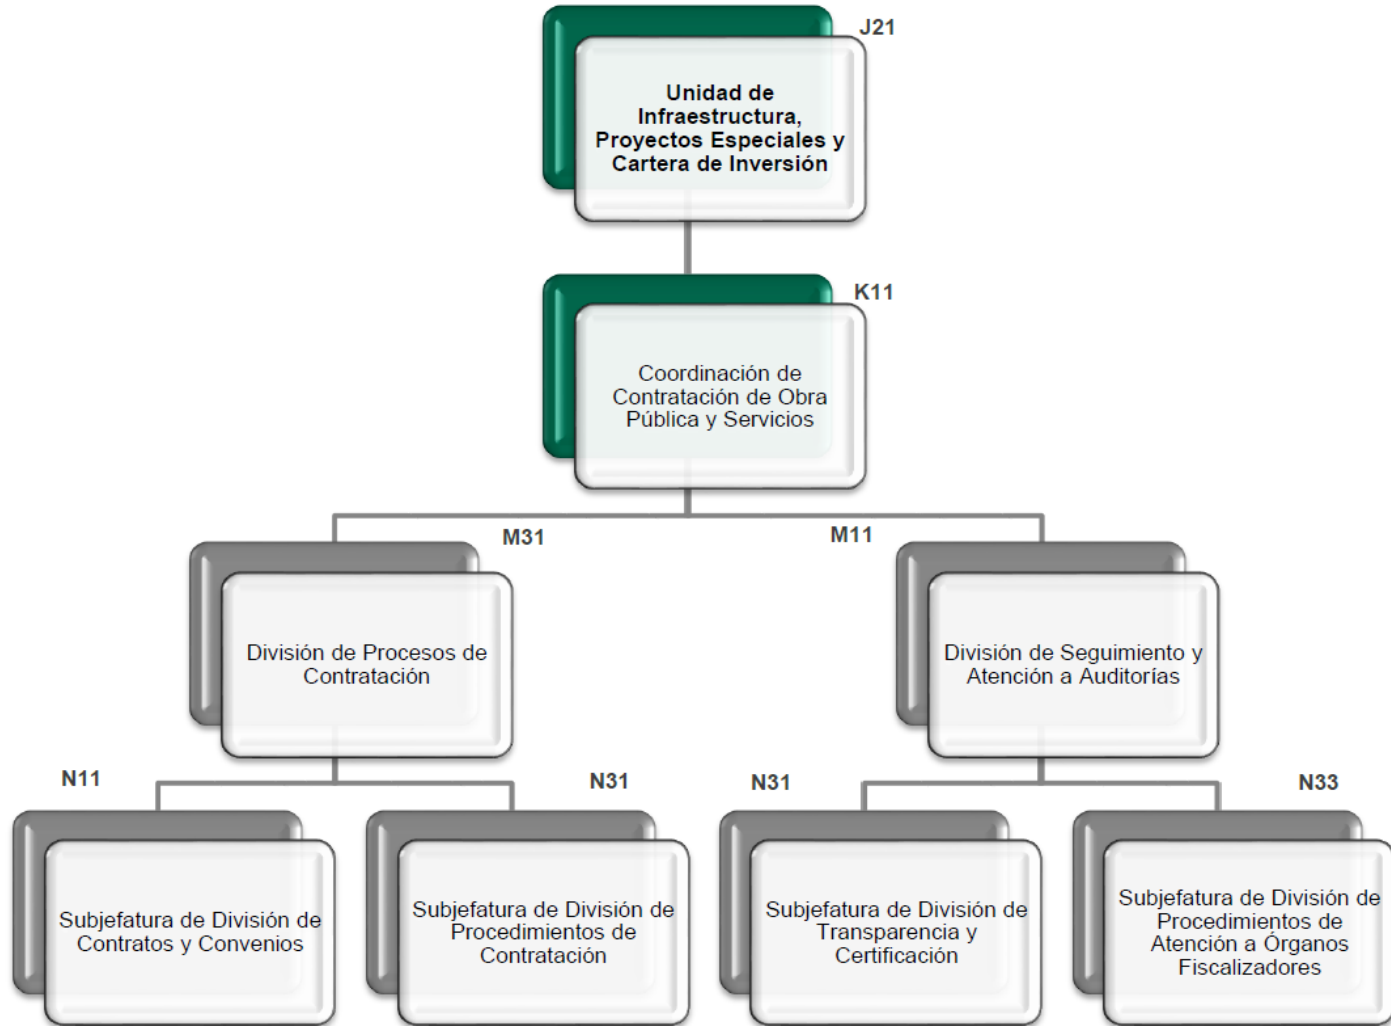 J21
Unidad de
Infraestructura,
Proyectos Especiales y
Cartera de Inversión
K11
Coordinación de
Contratación de Obra
Pública y Servicios
M31
M11
División de Procesos de
Contratación
División de Seguimiento y
Atención a Auditorías
N11
N31
N31
N33
Subjefatura de División de
Contratos y Convenios
Subjefatura de División de
Procedimientos de
Contratación
Subjefatura de División de
Transparencia y
Certificación
Subjefatura de División de
Procedimientos de
Atención a Órganos
Fiscalizadores